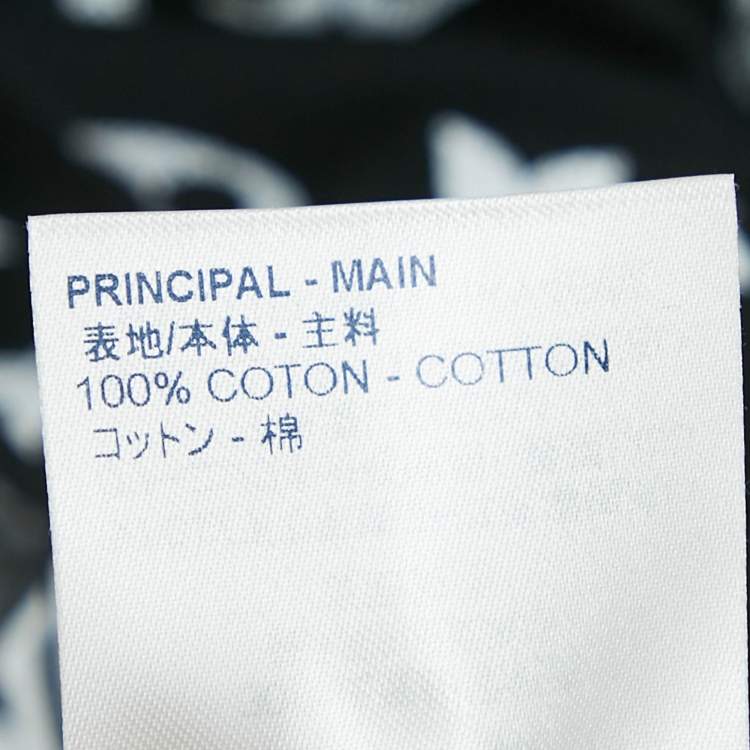 PRINCIPAL - MAIN
表地/本体 - 主料
100% COTON - COTTON
コットン - 棉